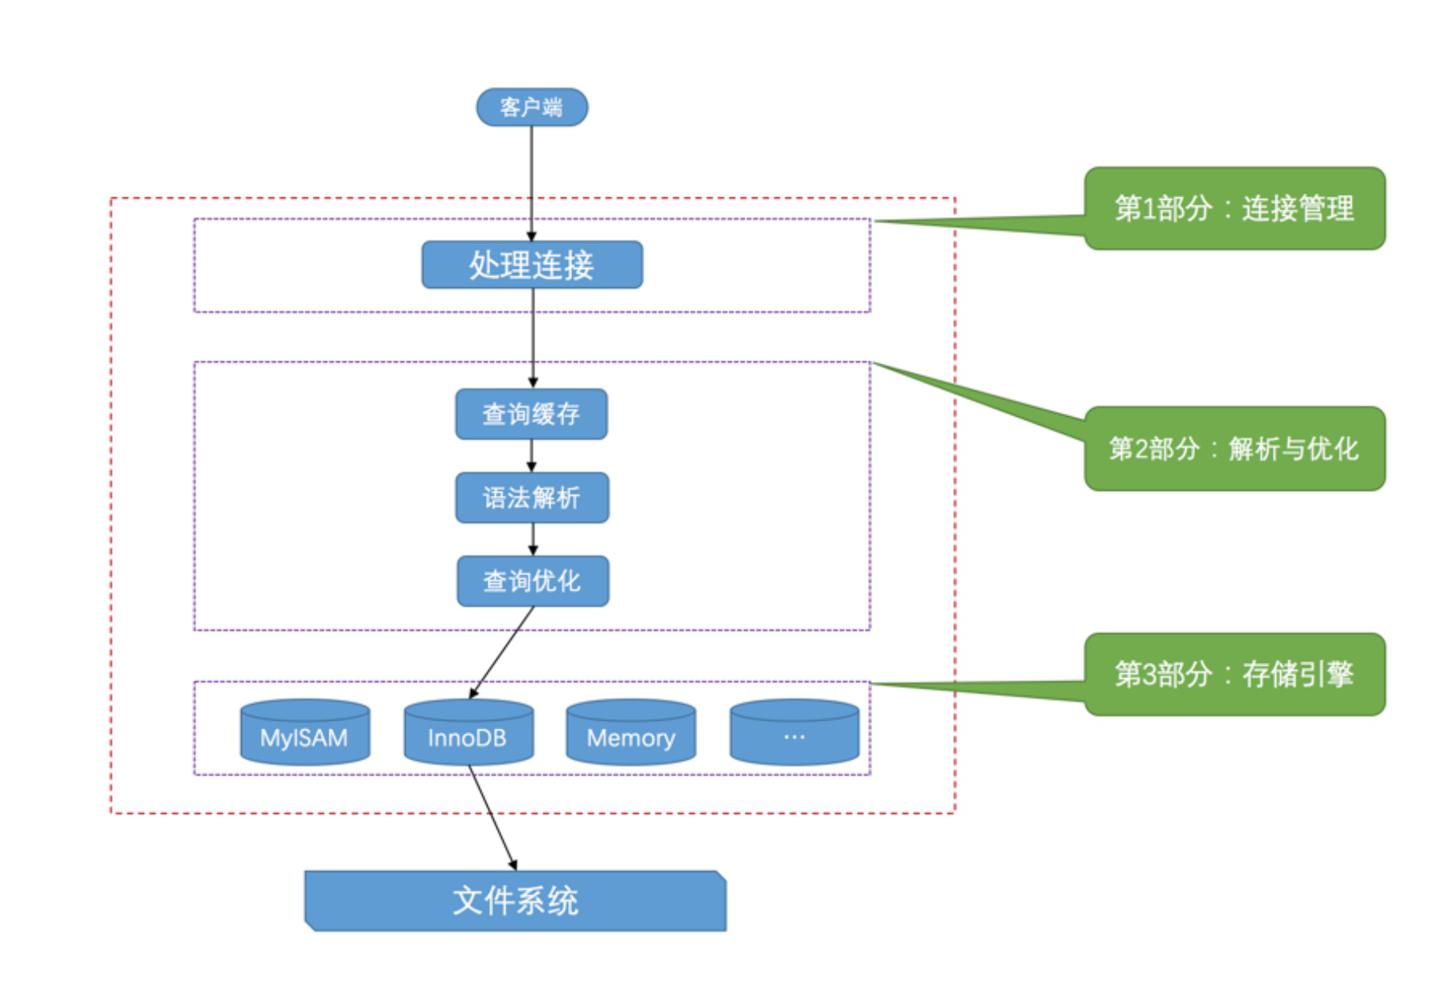 客户端
第1部分：连接管理
处理连接
查询缓存
第2部分：解析与优化
语法解析
查询优化
第3部分：存储引擎
MyISAM
InnoDB
Memory
...
文件系统